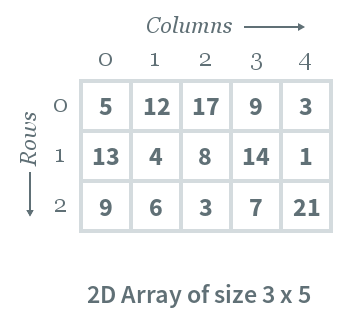 Columns
0 1 2 3 4
Rows
0 5 12 17 9 3
1 13 4 8 14 1
2 9 6 3 7 21
2D Array of size 3 x 5